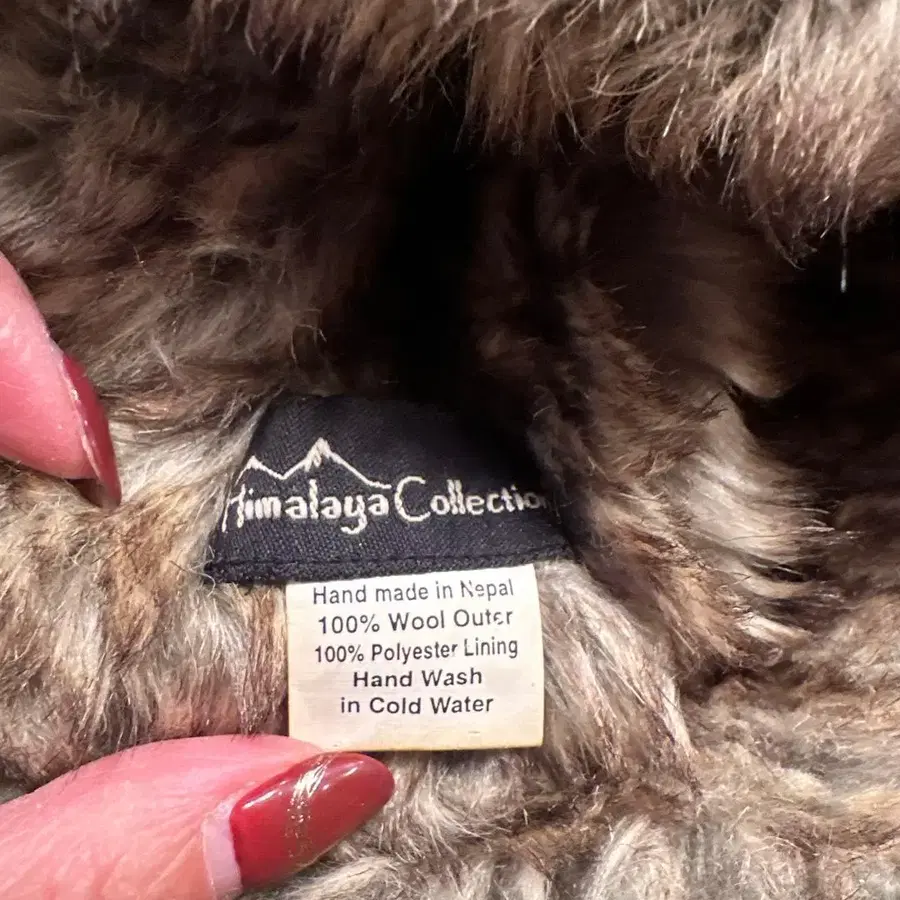 Himalaya Collection
Hand made in Nepal
100% Wool Outer
100% Polyester Lining
Hand Wash
in Cold Water